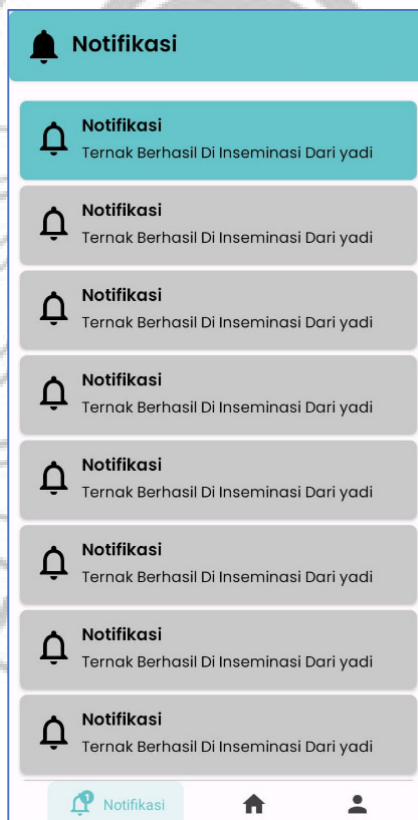 Notifikasi
Notifikasi
Ternak Berhasil Di Inseminasi Dari yadi
Notifikasi
Ternak Berhasil Di Inseminasi Dari yadi
Notifikasi
Ternak Berhasil Di Inseminasi Dari yadi
Notifikasi
Ternak Berhasil Di Inseminasi Dari yadi
Notifikasi
Ternak Berhasil Di Inseminasi Dari yadi
Notifikasi
Ternak Berhasil Di Inseminasi Dari yadi
Notifikasi
Ternak Berhasil Di Inseminasi Dari yadi
Notifikasi
Ternak Berhasil Di Inseminasi Dari yadi
1 Notifikasi